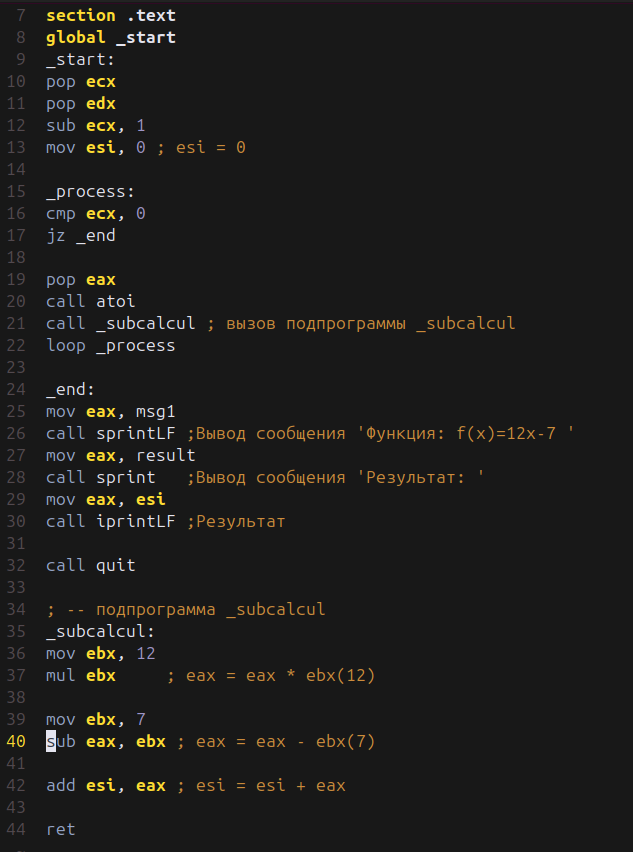 7 section .text
8 global _start
9 _start:
10 pop ecx
11 pop edx
12 sub ecx, 1
13 mov esi, 0 ; esi = 0
14
15 _process:
16 cmp ecx, 0
17 jz _end
18
19 pop eax
20 call atoi
21 call _subcalcul ; вызов подпрограммы _subcalcul
22 loop _process
23
24 _end:
25 mov eax, msg1
26 call sprintLF ;Вывод сообщения 'Функция: f(x)=12x-7 '
27 mov eax, result
28 call sprint   ;Вывод сообщения 'Результат: '
29 mov eax, esi
30 call iprintLF ;Результат
31
32 call quit
33
34 ; -- подпрограмма _subcalcul
35 _subcalcul:
36 mov ebx, 12
37 mul ebx     ; eax = eax * ebx(12)
38
39 mov ebx, 7
40 sub eax, ebx ; eax = eax - ebx(7)
41
42 add esi, eax ; esi = esi + eax
43
44 ret